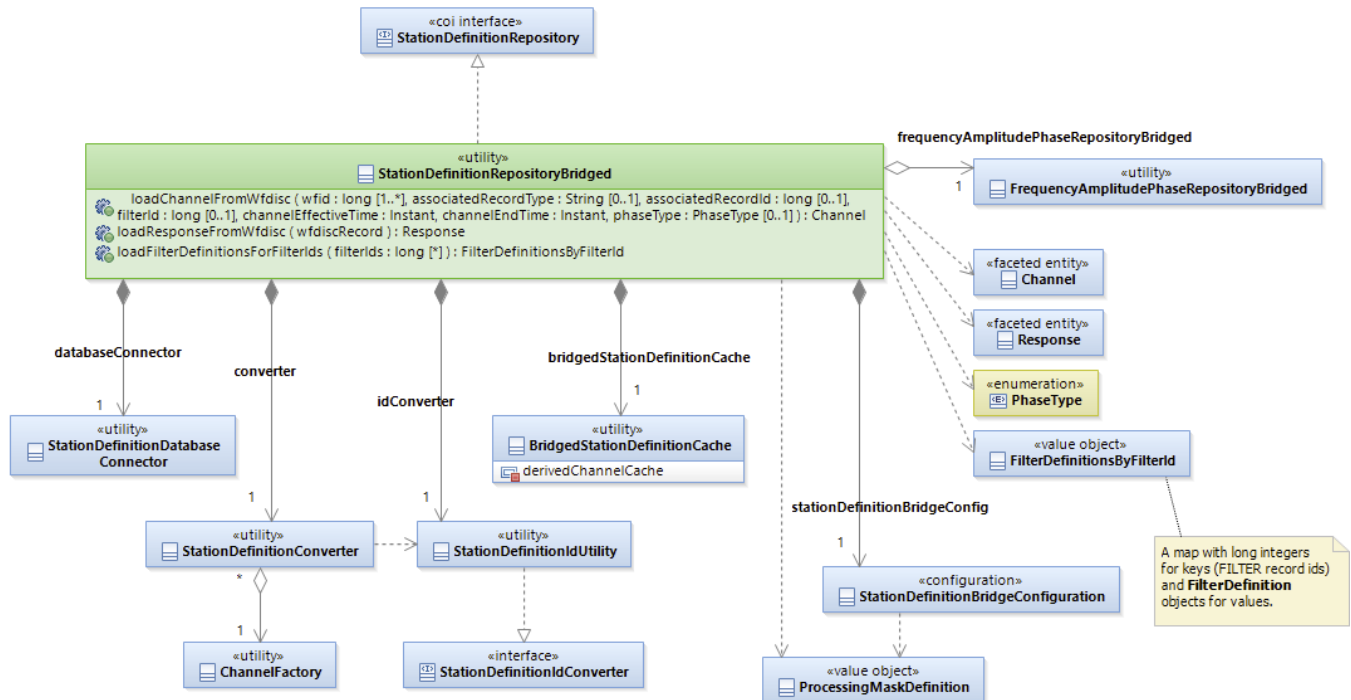 «coi interface»
StationDefinitionRepository
frequencyAmplitudePhaseRepositoryBridged
«utility»
StationDefinitionRepositoryBridged
loadChannelFromWfdisc ( wfid : long [1..*], associatedRecordType : String [0..1], associatedRecordId : long [0..1],
filterId : long [0..1], channelEffectiveTime : Instant, channelEndTime : Instant, phaseType : PhaseType [0..1] ) : Channel
loadResponseFromWfdisc ( wfdiscRecord ) : Response
loadFilterDefinitionsForFilterIds ( filterIds : long [*] ) : FilterDefinitionsByFilterId
1
«utility»
FrequencyAmplitudePhaseRepositoryBridged
«faceted entity»
Channel
«faceted entity»
Response
«enumeration»
PhaseType
«value object»
FilterDefinitionsByFilterId
databaseConnector
converter
idConverter
bridgedStationDefinitionCache
1
1
«utility»
StationDefinitionDatabase
Connector
«utility»
BridgedStationDefinitionCache
derivedChannelCache
1
1
stationDefinitionBridgeConfig
1
«utility»
StationDefinitionConverter
«utility»
StationDefinitionIdUtility
A map with long integers
for keys (FILTER record ids)
and FilterDefinition
objects for values.
*
1
«configuration»
StationDefinitionBridgeConfiguration
«utility»
ChannelFactory
«interface»
StationDefinitionIdConverter
«value object»
ProcessingMaskDefinition